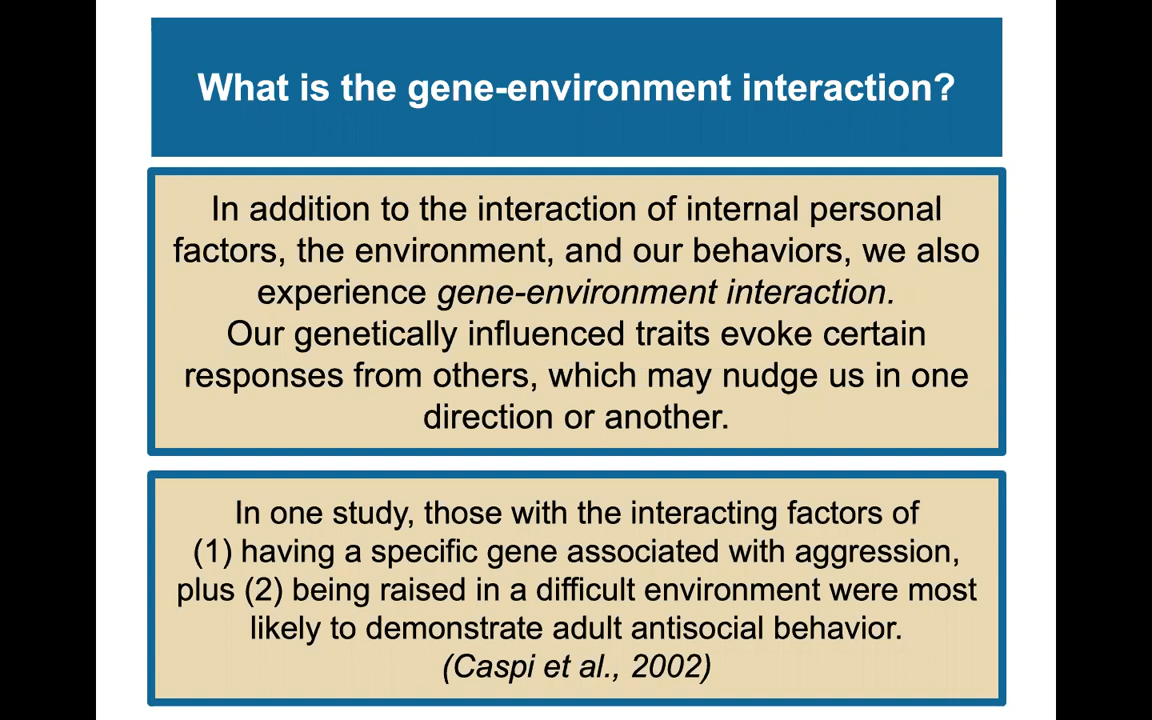 What is the gene-environment interaction?
In addition to the interaction of internal personal
factors, the environment, and our behaviors, we also
experience gene-environment interaction.
Our genetically influenced traits evoke certain
responses from others, which may nudge us in one
direction or another.
In one study, those with the interacting factors of
(1) having a specific gene associated with aggression,
plus (2) being raised in a difficult environment were most
likely to demonstrate adult antisocial behavior.
(Caspi et al., 2002)